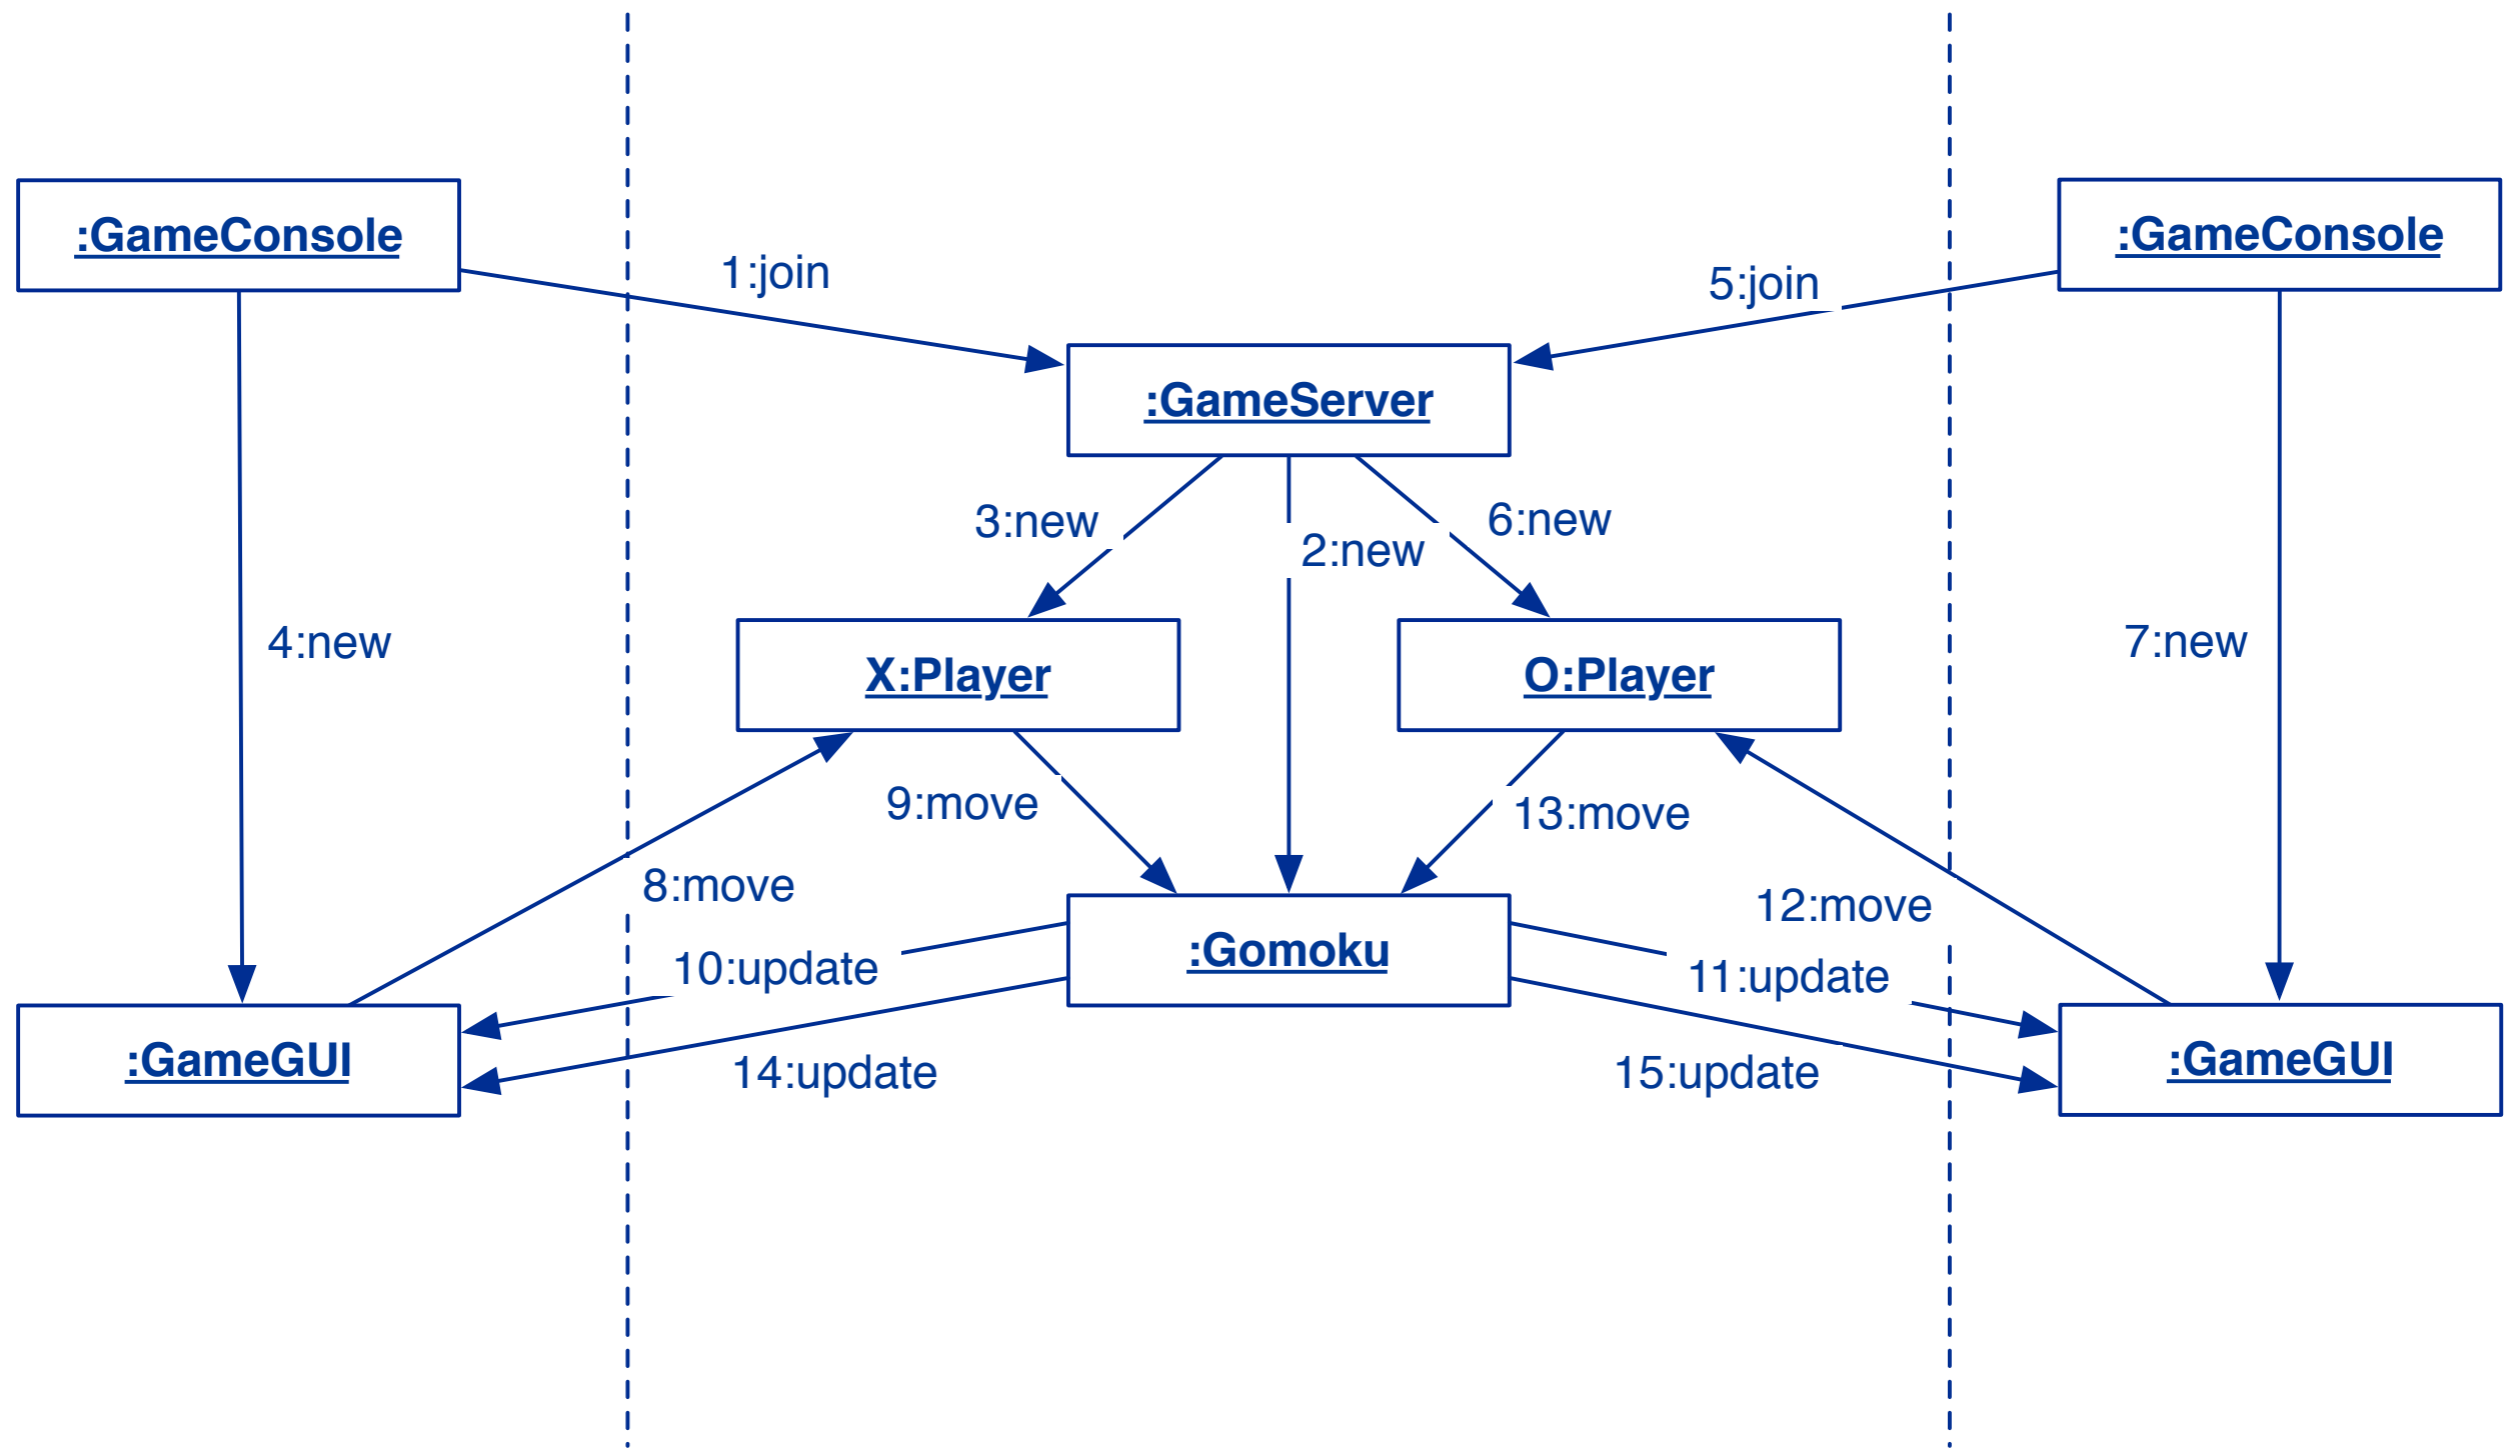 :GameConsole
:GameConsole
1:join
5:join
:GameServer
3:new
2:new
6:new
4:new
7:new
X:Player
O:Player
9:move
13:move
8:move
12:move
:Gomoku
10:update
11:update
:GameGUI
:GameGUI
14:update
15:update